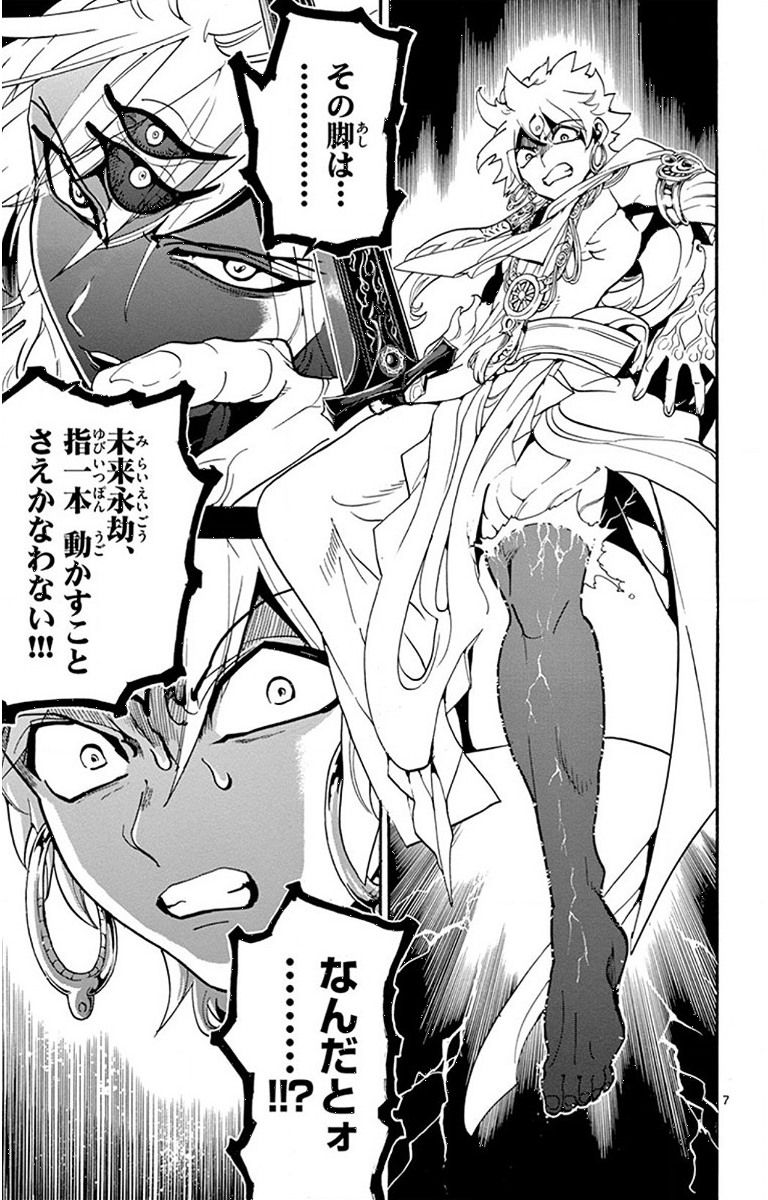 その脚は…
…………
未来永劫、
指一本 動かすこと
さえかなわない!!!
なんだとォ
…………!!?
7